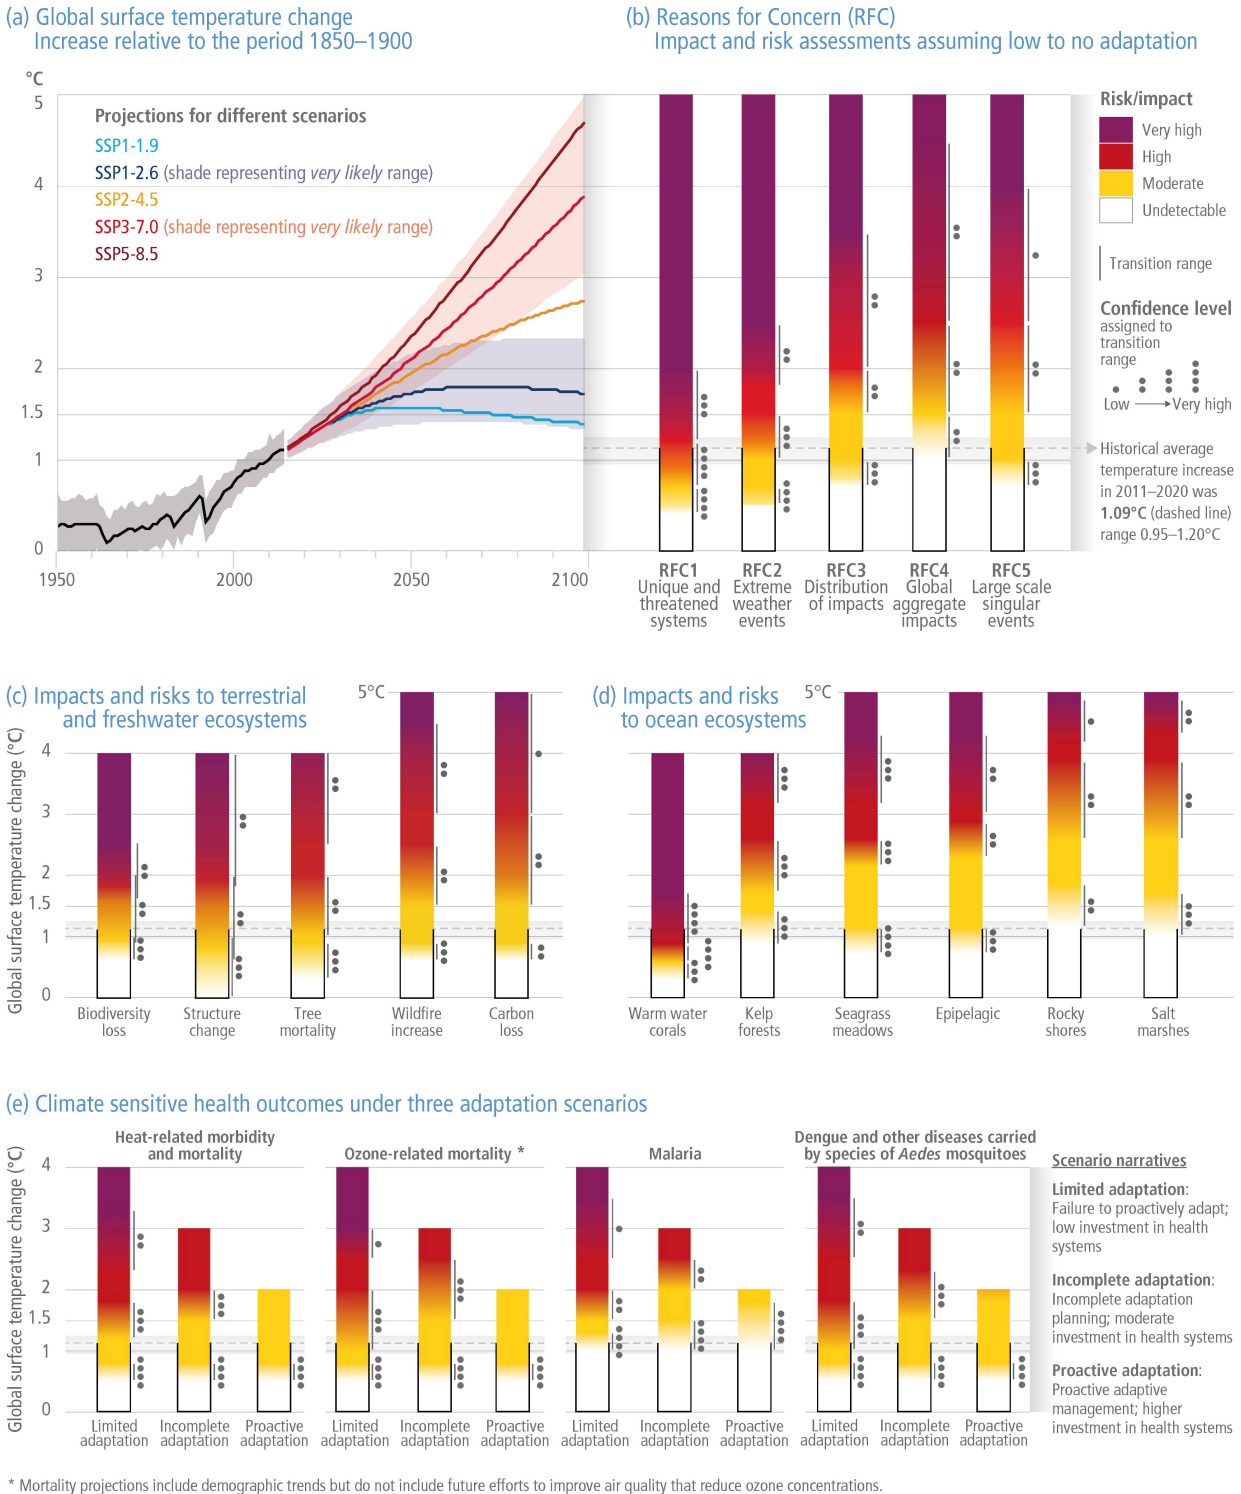 (a) Global surface temperature change
Increase relative to the period 1850–1900
°C
5
4
3
2
1.5
1
0
Projections for different scenarios
SSP1-1.9
SSP1-2.6 (shade representing very likely range)
SSP2-4.5
SSP3-7.0 (shade representing very likely range)
SSP5-8.5
1950
2000
2050
2100
(b) Reasons for Concern (RFC)
Impact and risk assessments assuming low to no adaptation
RFC1
Unique and
threatened
systems
RFC2
Extreme
weather
events
RFC3
Distribution
of impacts
RFC4
Global
aggregate
impacts
RFC5
Large scale
singular
events
Risk/impact
Very high
High
Moderate
Undetectable
Transition range
Confidence level
assigned to
transition
range
Low
Very high
Historical average
temperature increase
in 2011–2020 was
1.09°C (dashed line)
range 0.95–1.20°C
(c) Impacts and risks to terrestrial
and freshwater ecosystems
5°C
Global surface temperature change (°C)
4
3
2
1.5
1
0
Biodiversity
loss
Structure
change
Tree
mortality
Wildfire
increase
Carbon
loss
(d) Impacts and risks
to ocean ecosystems
5°C
Warm water
corals
Kelp
forests
Seagrass
meadows
Epipelagic
Rocky
shores
Salt
marshes
(e) Climate sensitive health outcomes under three adaptation scenarios
Global surface temperature change (°C)
4
3
2
1.5
1
0
Heat-related morbidity
and mortality
Limited
adaptation
Incomplete
adaptation
Proactive
adaptation
Ozone-related mortality *
Limited
adaptation
Incomplete
adaptation
Proactive
adaptation
Malaria
Limited
adaptation
Incomplete
adaptation
Proactive
adaptation
Dengue and other diseases carried
by species of Aedes mosquitoes
Limited
adaptation
Incomplete
adaptation
Proactive
adaptation
Scenario narratives
Limited adaptation:
Failure to proactively adapt;
low investment in health
systems
Incomplete adaptation:
Incomplete adaptation
planning; moderate
investment in health systems
Proactive adaptation:
Proactive adaptive
management; higher
investment in health systems
* Mortality projections include demographic trends but do not include future efforts to improve air quality that reduce ozone concentrations.